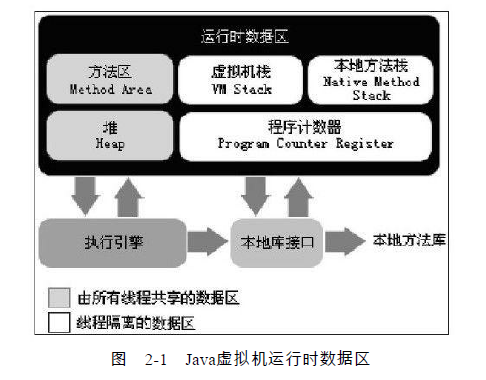 运行时数据区
方法区
Method Area
虚拟机栈
VM Stack
本地方法栈
Native Method
Stack
堆
Heap
程序计数器
Program Counter Register
执行引擎
本地库接口
本地方法库
由所有线程共享的数据区
线程隔离的数据区
图 2-1 Java虚拟机运行时数据区